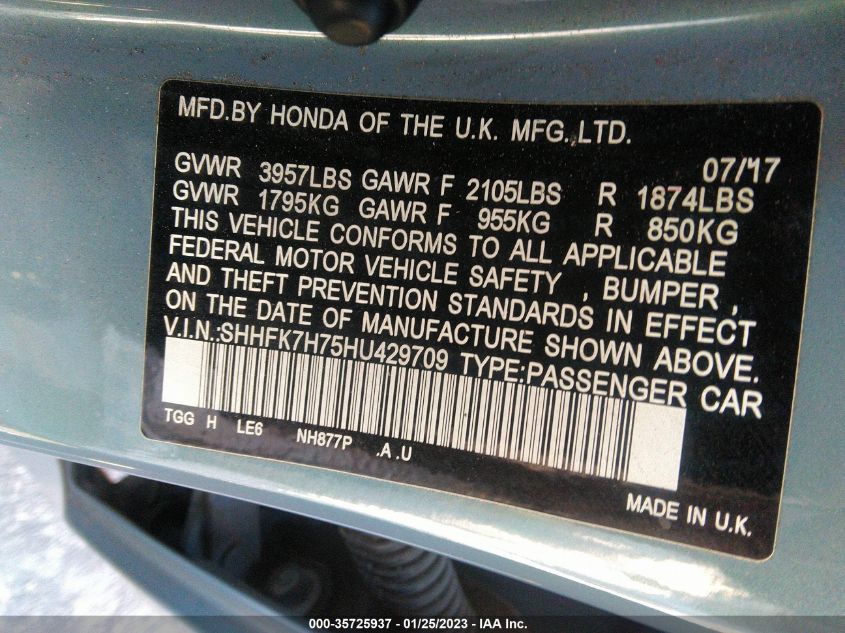 MFD.BY HONDA OF THE U.K. MFG.,LTD.
07/17
GVWR 3957LBS GAWR F 2105LBS R 1874LBS
GVWR 1795KG GAWR F 955KG R 850KG
THIS VEHICLE CONFORMS TO ALL APPLICABLE
FEDERAL MOTOR VEHICLE SAFETY , BUMPER ,
AND THEFT PREVENTION STANDARDS IN EFFECT
ON THE DATE OF MANUFACTURE SHOWN ABOVE.
V.I.N.:SHHFK7H75HU429709 TYPE:PASSENGER CAR
TGG H LE6 NH877P .A .U
MADE IN U.K.
000-35725937 - 01/25/2023 - IAA Inc.